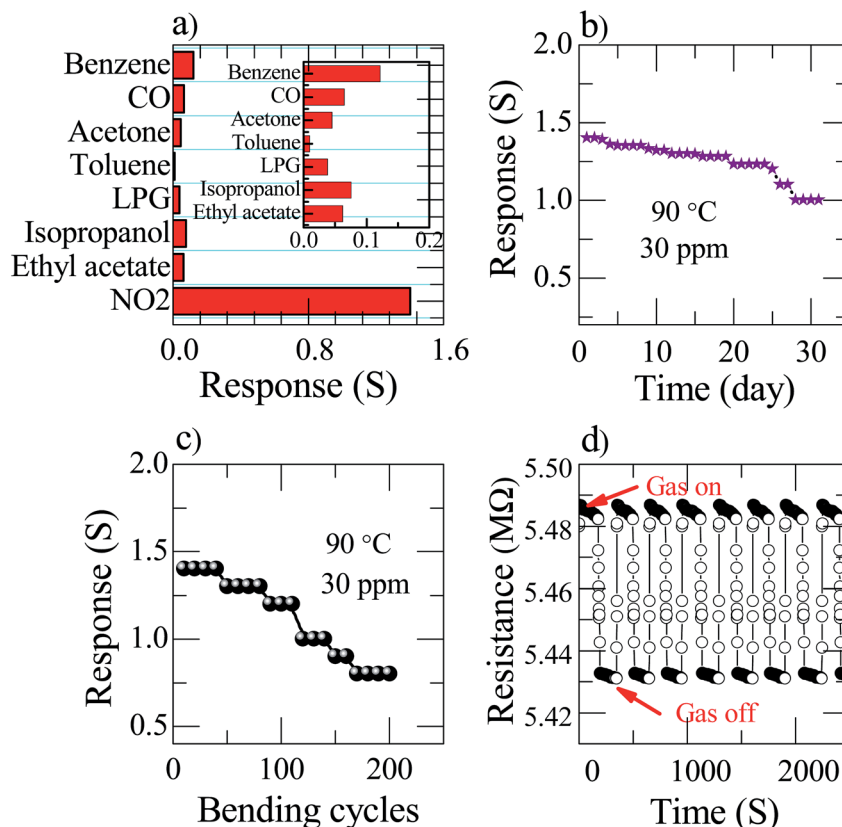 a)
Benzene
CO
Acetone
Toluene
LPG
Isopropanol
Ethyl acetate
NO2
0.0 0.8 1.6
Response (S)
Benzene
CO
Acetone
Toluene
LPG
Isopropanol
Ethyl acetate
0.0 0.1 0.2
b)
Response (S)
2.0
1.5
1.0
0.5
90 °C
30 ppm
0 10 20 30
Time (day)
c)
Response (S)
2.0
1.5
1.0
0.5
90 °C
30 ppm
0 100 200
Bending cycles
d)
Resistance (MΩ)
5.50
5.48
5.46
5.44
5.42
Gas on
Gas off
0 1000 2000
Time (S)